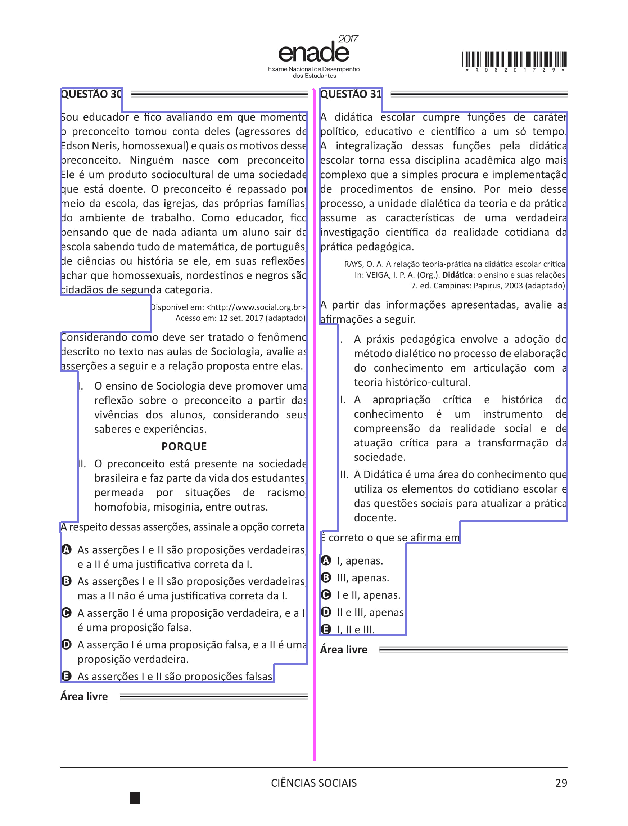 enade 2017
Exame Nacional de Desempenho
dos Estudantes
*R0620172 9*
QUESTÃO 30
Sou educador e fico avaliando em que momento
o preconceito tomou conta deles (agressores de
Edson Neris, homossexual) e quais os motivos desse
preconceito. Ninguém nasce com preconceito.
Ele é um produto sociocultural de uma sociedade
que está doente. O preconceito é repassado por
meio da escola, das igrejas, das próprias famílias,
do ambiente de trabalho. Como educador, fico
pensando que de nada adianta um aluno sair da
escola sabendo tudo de matemática, de português,
de ciências ou história se ele, em suas reflexões,
achar que homossexuais, nordestinos e negros são
cidadãos de segunda categoria.
Disponível em: <http://www.social.org.br>.
Acesso em: 12 set. 2017 (adaptado).
Considerando como deve ser tratado o fenômeno
descrito no texto nas aulas de Sociologia, avalie as
asserções a seguir e a relação proposta entre elas.
I. O ensino de Sociologia deve promover uma
reflexão sobre o preconceito a partir das
vivências dos alunos, considerando seus
saberes e experiências.
PORQUE
II. O preconceito está presente na sociedade
brasileira e faz parte da vida dos estudantes,
permeada por situações de racismo,
homofobia, misoginia, entre outras.
A respeito dessas asserções, assinale a opção correta.
A As asserções I e II são proposições verdadeiras,
e a II é uma justificativa correta da I.
B As asserções I e II são proposições verdadeiras,
mas a II não é uma justificativa correta da I.
C A asserção I é uma proposição verdadeira, e a II
é uma proposição falsa.
D A asserção I é uma proposição falsa, e a II é uma
proposição verdadeira.
E As asserções I e II são proposições falsas.
Área livre
QUESTÃO 31
A didática escolar cumpre funções de caráter
político, educativo e científico a um só tempo.
A integralização dessas funções pela didática
escolar torna essa disciplina acadêmica algo mais
complexo que a simples procura e implementação
de procedimentos de ensino. Por meio desse
processo, a unidade dialética da teoria e da prática
assume as características de uma verdadeira
investigação científica da realidade cotidiana da
prática pedagógica.
RAYS, O. A. A relação teoria-prática na didática escolar crítica.
In: VEIGA, I. P. A. (Org.). Didática: o ensino e suas relações.
7. ed. Campinas: Papirus, 2003 (adaptado).
A partir das informações apresentadas, avalie as
afirmações a seguir.
I. A práxis pedagógica envolve a adoção do
método dialético no processo de elaboração
do conhecimento em articulação com a
teoria histórico-cultural.
II. A apropriação crítica e histórica do
conhecimento é um instrumento de
compreensão da realidade social e de
atuação crítica para a transformação da
sociedade.
III. A Didática é uma área do conhecimento que
utiliza os elementos do cotidiano escolar e
das questões sociais para atualizar a prática
docente.
É correto o que se afirma em
A I, apenas.
B III, apenas.
C I e II, apenas.
D II e III, apenas.
E I, II e III.
Área livre
CIÊNCIAS SOCIAIS
29